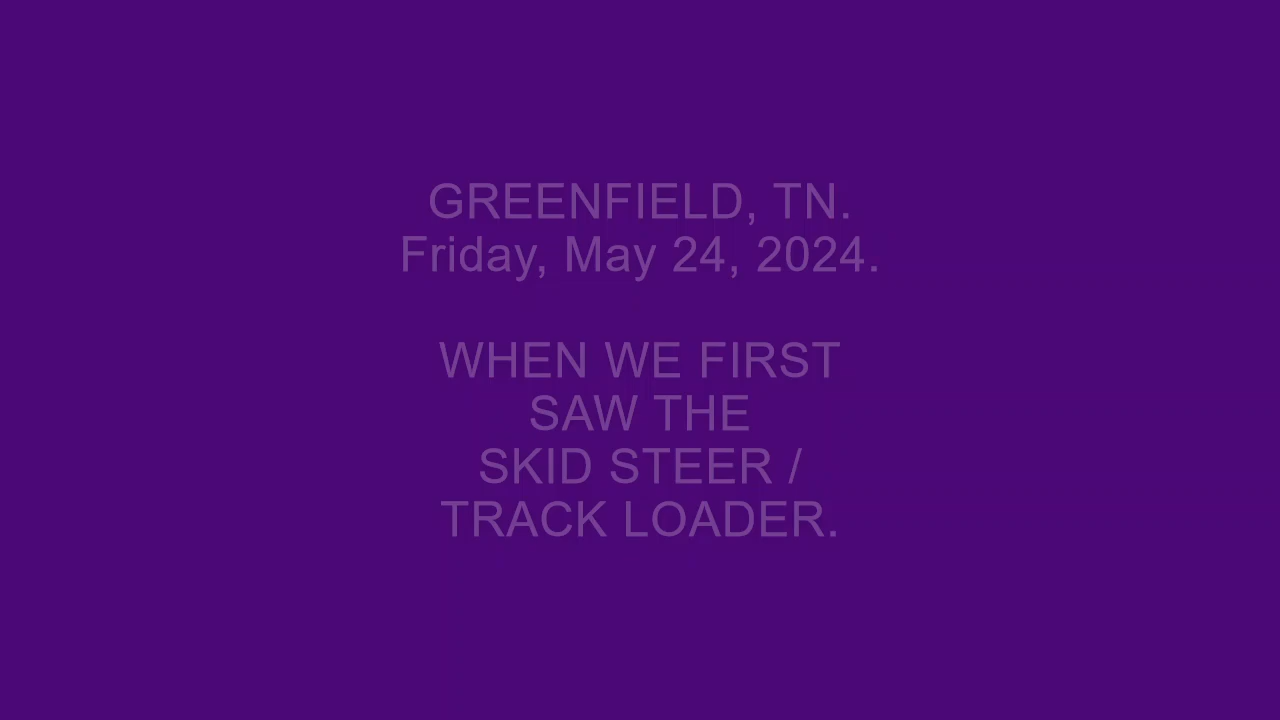 GREENFIELD, TN.
Friday, May 24, 2024.
WHEN WE FIRST
SAW THE
SKID STEER /
TRACK LOADER.